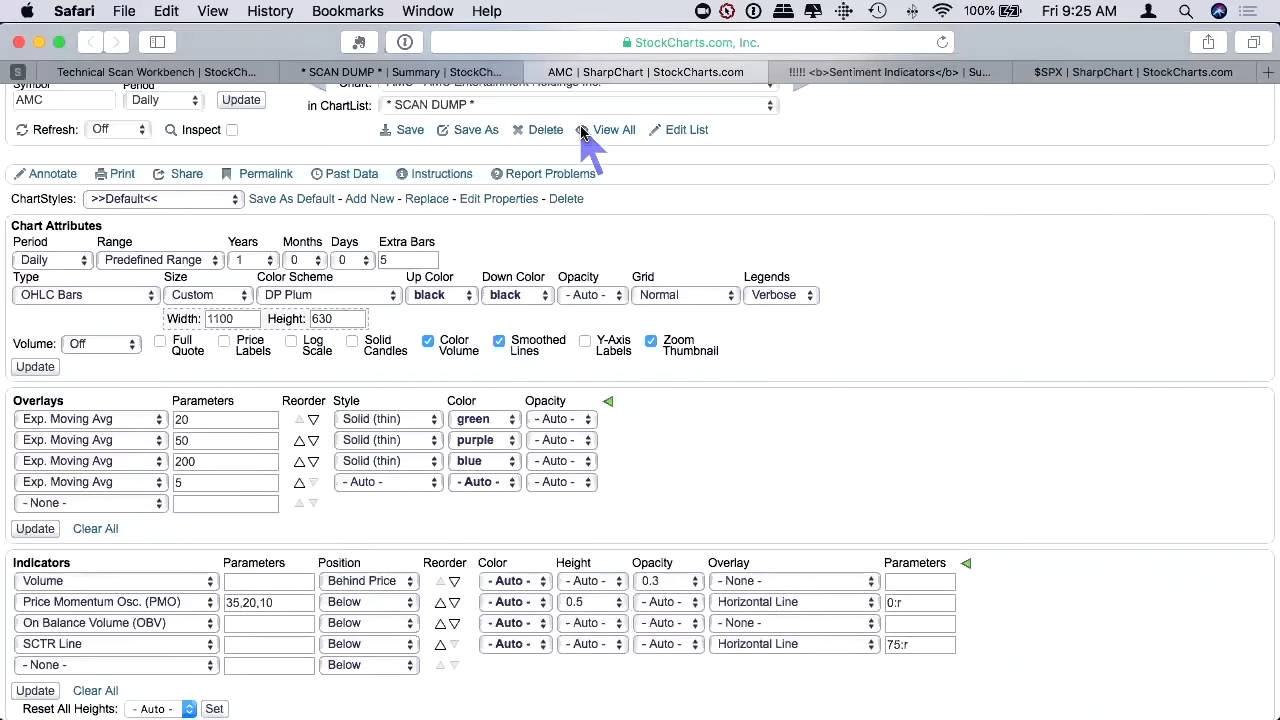 Safari File Edit View History Bookmarks Window Help 100% Fri 9:25 AM
StockCharts.com, Inc.
S Technical Scan Workbench | StockCh... * SCAN DUMP * | Summary | StockCh... AMC | SharpChart | StockCharts.com !!!!! <b>Sentiment Indicators</b> | Su... $SPX | SharpChart | StockCharts.com
Symbol Period Chart: AMC - AMC Entertainment Holdings Inc.
AMC Daily Update in ChartList: * SCAN DUMP *
Refresh: Off Inspect Save Save As Delete View All Edit List
Annotate Print Share Permalink Past Data Instructions Report Problems
ChartStyles: >>Default<< Save As Default - Add New - Replace - Edit Properties - Delete
Chart Attributes
Period Range Years Months Days Extra Bars
Daily Predefined Range 1 0 0 5
Type Size Color Scheme Up Color Down Color Opacity Grid Legends
OHLC Bars Custom DP Plum black black - Auto - Normal Verbose
Width: 1100 Height: 630
Volume: Off Full Quote Price Labels Log Scale Solid Candles Color Volume Smoothed Lines Y-Axis Labels Zoom Thumbnail
Update
Overlays Parameters Reorder Style Color Opacity
Exp. Moving Avg 20 Solid (thin) green - Auto -
Exp. Moving Avg 50 Solid (thin) purple - Auto -
Exp. Moving Avg 200 Solid (thin) blue - Auto -
Exp. Moving Avg 5 - Auto - - Auto - - Auto -
- None -
Update Clear All
Indicators Parameters Position Reorder Color Height Opacity Overlay Parameters
Volume Behind Price - Auto - - Auto - 0.3 - None -
Price Momentum Osc. (PMO) 35,20,10 Below - Auto - 0.5 - Auto - Horizontal Line 0:r
On Balance Volume (OBV) Below - Auto - - Auto - - Auto - - None -
SCTR Line Below - Auto - - Auto - - Auto - Horizontal Line 75:r
- None - Below
Update Clear All
Reset All Heights: - Auto - Set